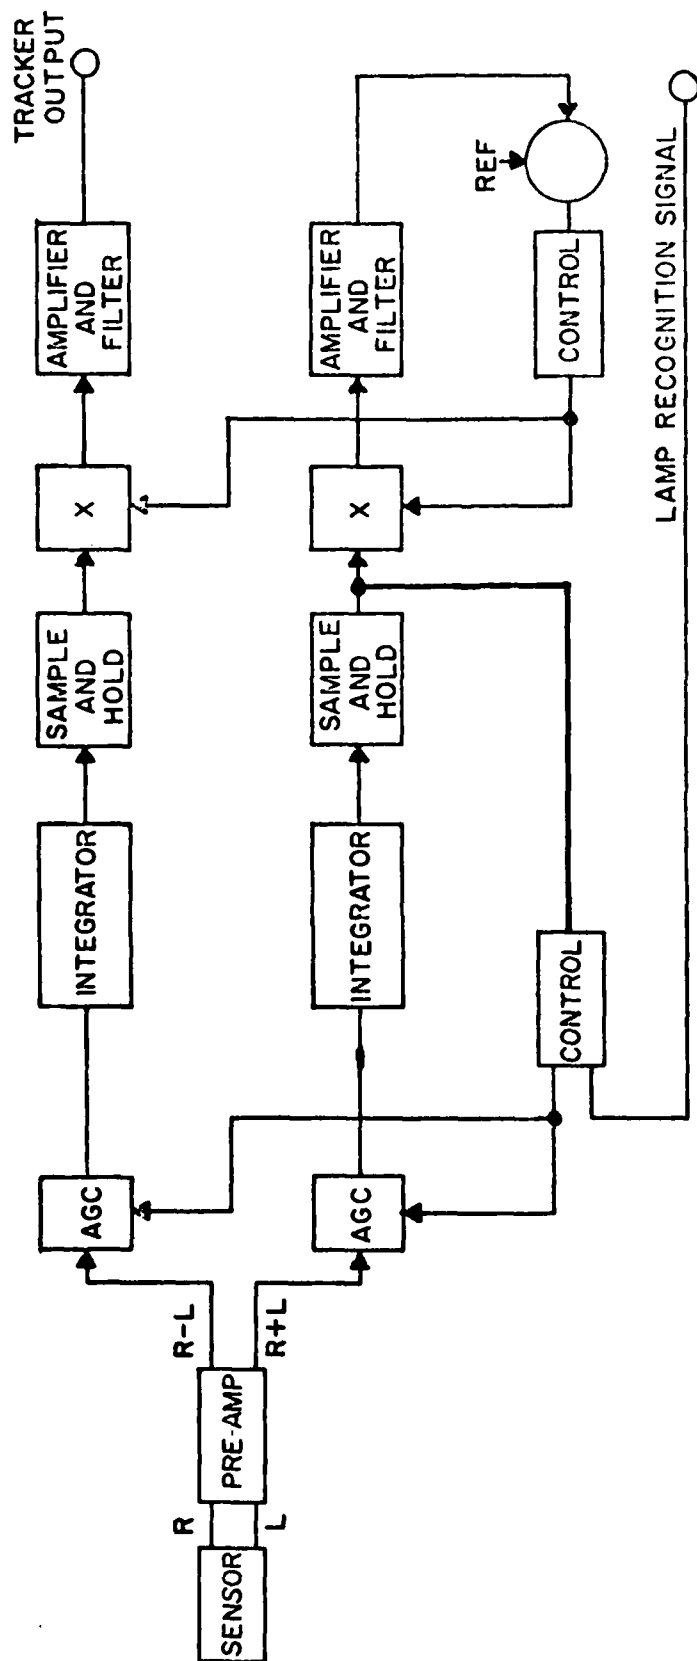 SENSOR
R
L
PRE-AMP
R-L
R+L
AGC
INTEGRATOR
SAMPLE
AND
HOLD
X
AMPLIFIER
AND
FILTER
TRACKER
OUTPUT
AGC
INTEGRATOR
SAMPLE
AND
HOLD
X
AMPLIFIER
AND
FILTER
REF
CONTROL
CONTROL
LAMP RECOGNITION SIGNAL